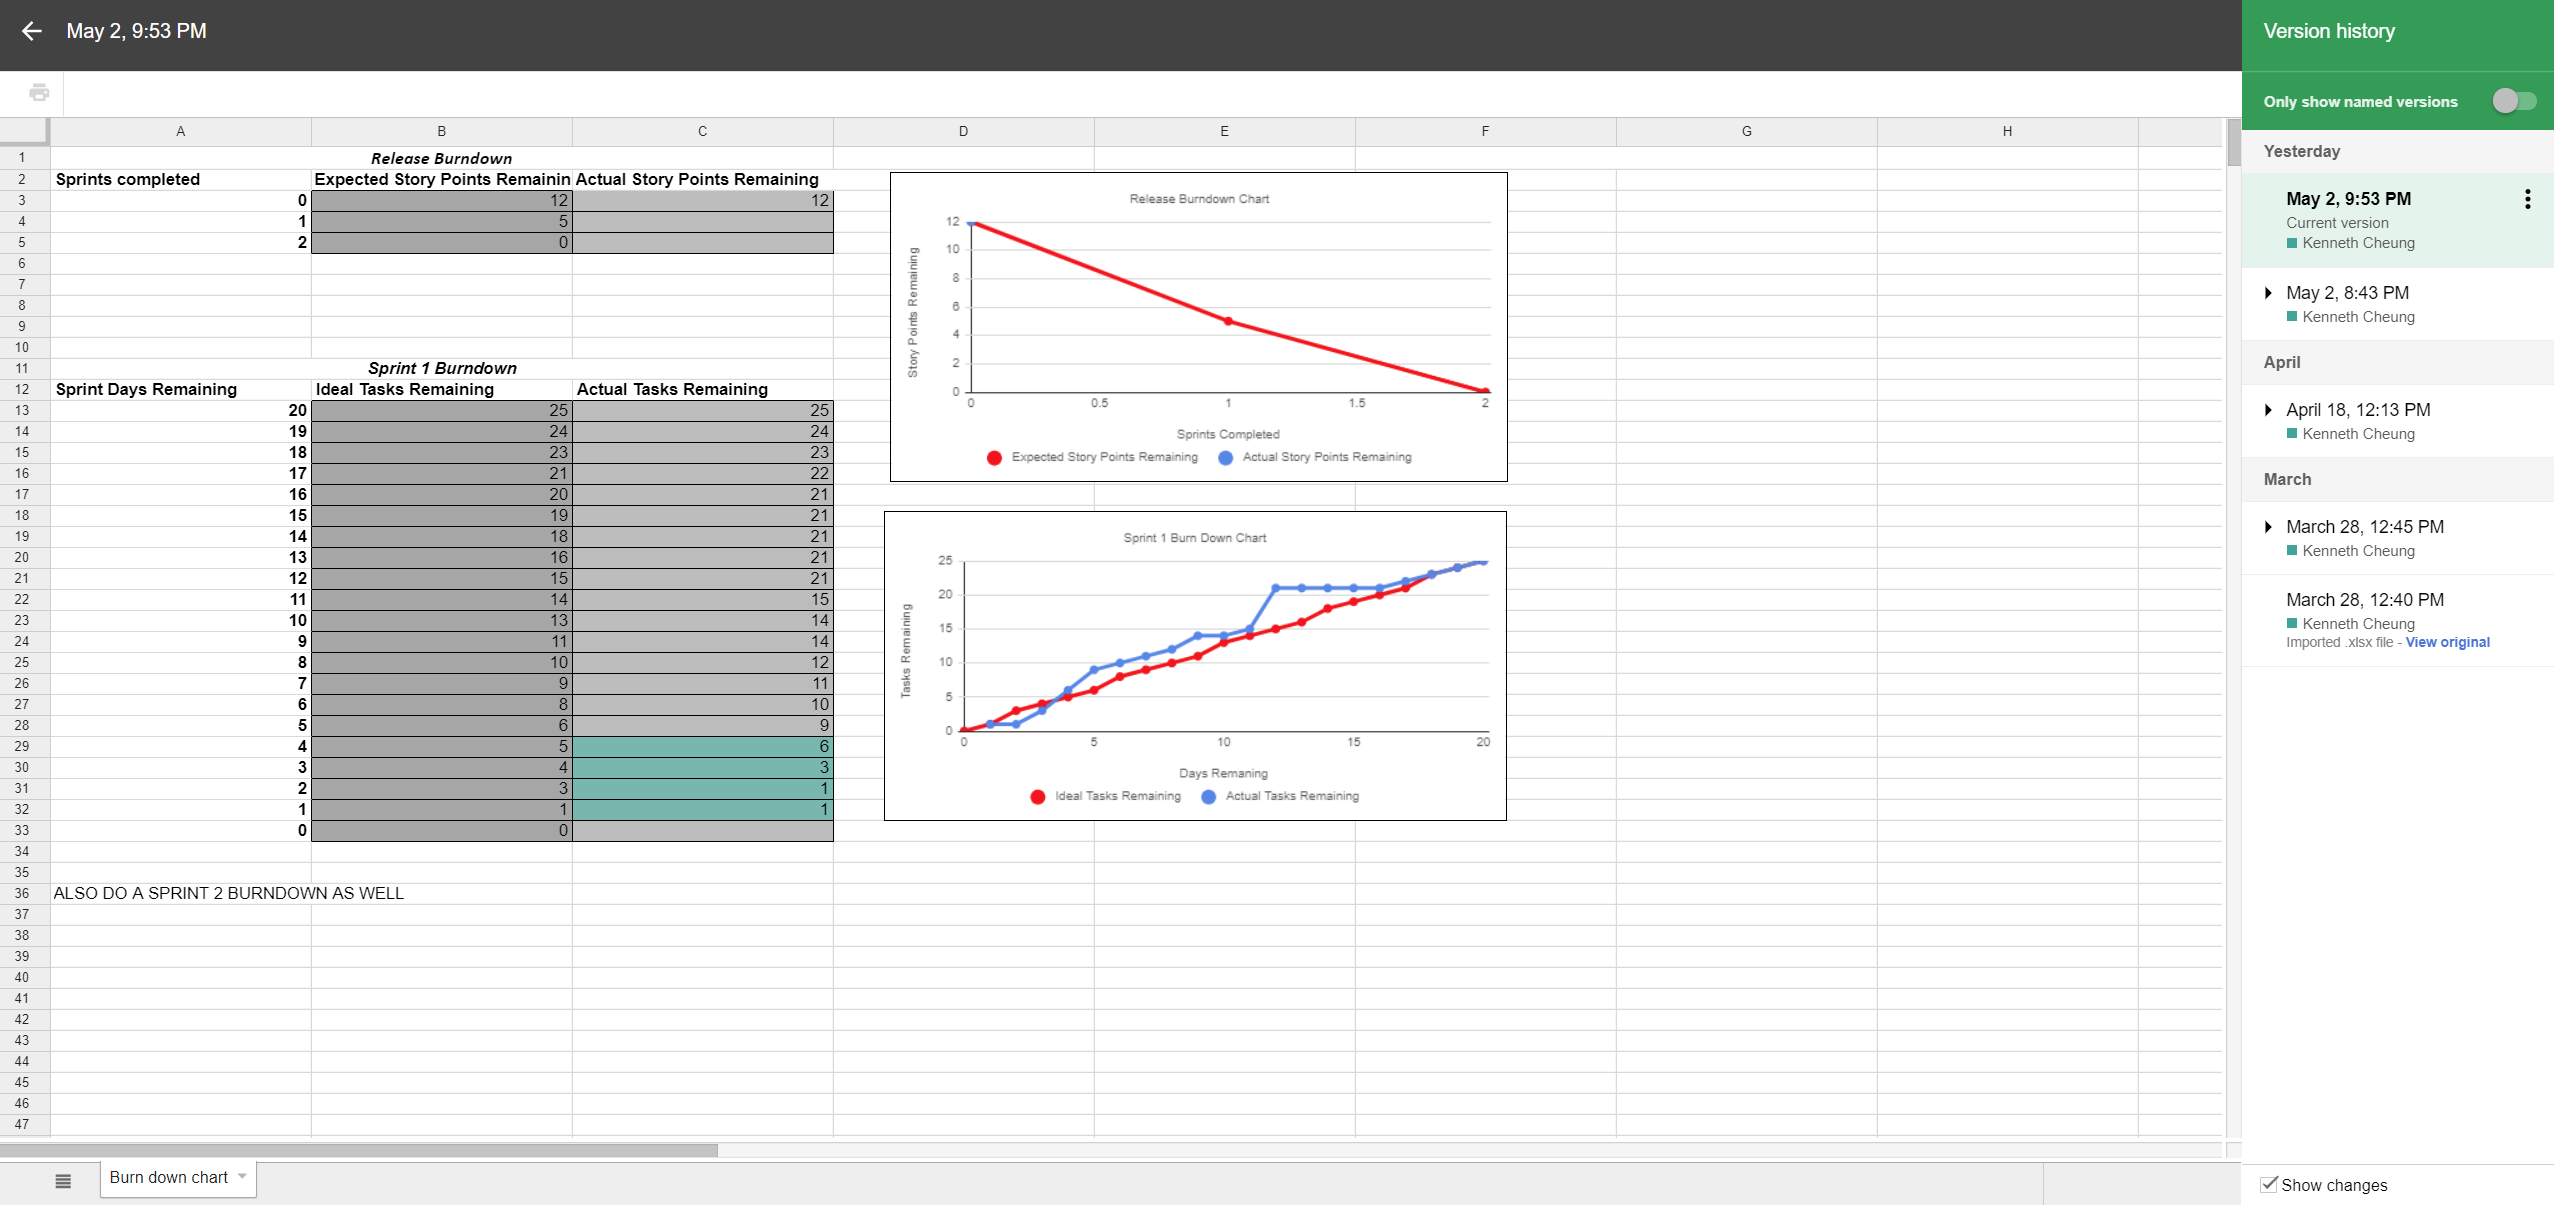 May 2, 9:53 PM
Version history
Only show named versions
A B C D E F G H
1 Release Burndown
2 Sprints completed Expected Story Points Remainin Actual Story Points Remaining
3 0 12 12
4 1 5
5 2 0
6
7
8
9
10
11 Sprint 1 Burndown
12 Sprint Days Remaining Ideal Tasks Remaining Actual Tasks Remaining
13 20 25 25
14 19 24 24
15 18 23 23
16 17 21 22
17 16 20 21
18 15 19 21
19 14 18 21
20 13 16 21
21 12 15 21
22 11 14 15
23 10 13 14
24 9 11 14
25 8 10 12
26 7 9 11
27 6 8 10
28 5 6 9
29 4 5 6
30 3 4 3
31 2 3 1
32 1 1 1
33 0 0
34
35
36 ALSO DO A SPRINT 2 BURNDOWN AS WELL
37
38
39
40
41
42
43
44
45
46
47
Release Burndown Chart
Story Points Remaining
12
10
8
6
4
2
0
0 0.5 1 1.5 2
Sprints Completed
Expected Story Points Remaining Actual Story Points Remaining
Sprint 1 Burn Down Chart
Tasks Remaining
25
20
15
10
5
0
0 5 10 15 20
Days Remaning
Ideal Tasks Remaining Actual Tasks Remaining
Yesterday
May 2, 9:53 PM
Current version
Kenneth Cheung
May 2, 8:43 PM
Kenneth Cheung
April
April 18, 12:13 PM
Kenneth Cheung
March
March 28, 12:45 PM
Kenneth Cheung
March 28, 12:40 PM
Kenneth Cheung
Imported .xlsx file - View original
Burn down chart
Show changes